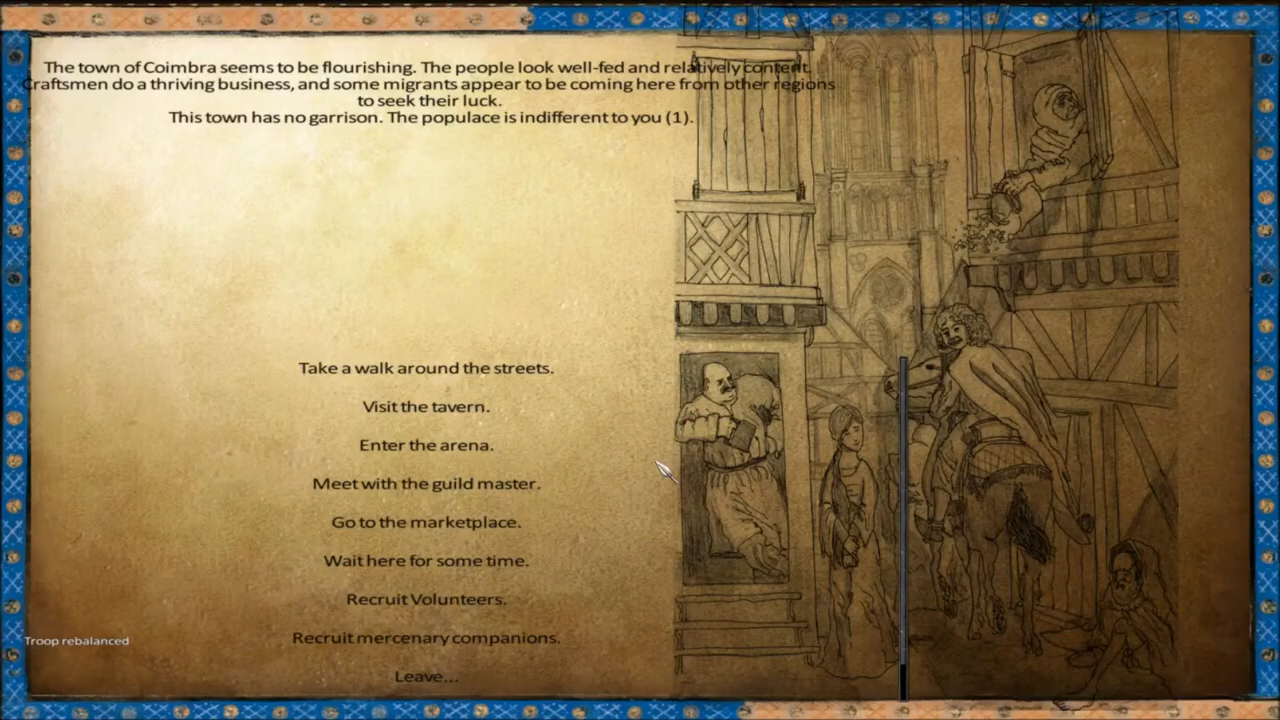 The town of Coimbra seems to be flourishing. The people look well-fed and relatively content.
Craftsmen do a thriving business, and some migrants appear to be coming here from other regions
to seek their luck.
This town has no garrison. The populace is indifferent to you (1).
Take a walk around the streets.
Visit the tavern.
Enter the arena.
Meet with the guild master.
Go to the marketplace.
Wait here for some time.
Recruit Volunteers.
Troop rebalanced
Recruit mercenary companions.
Leave...